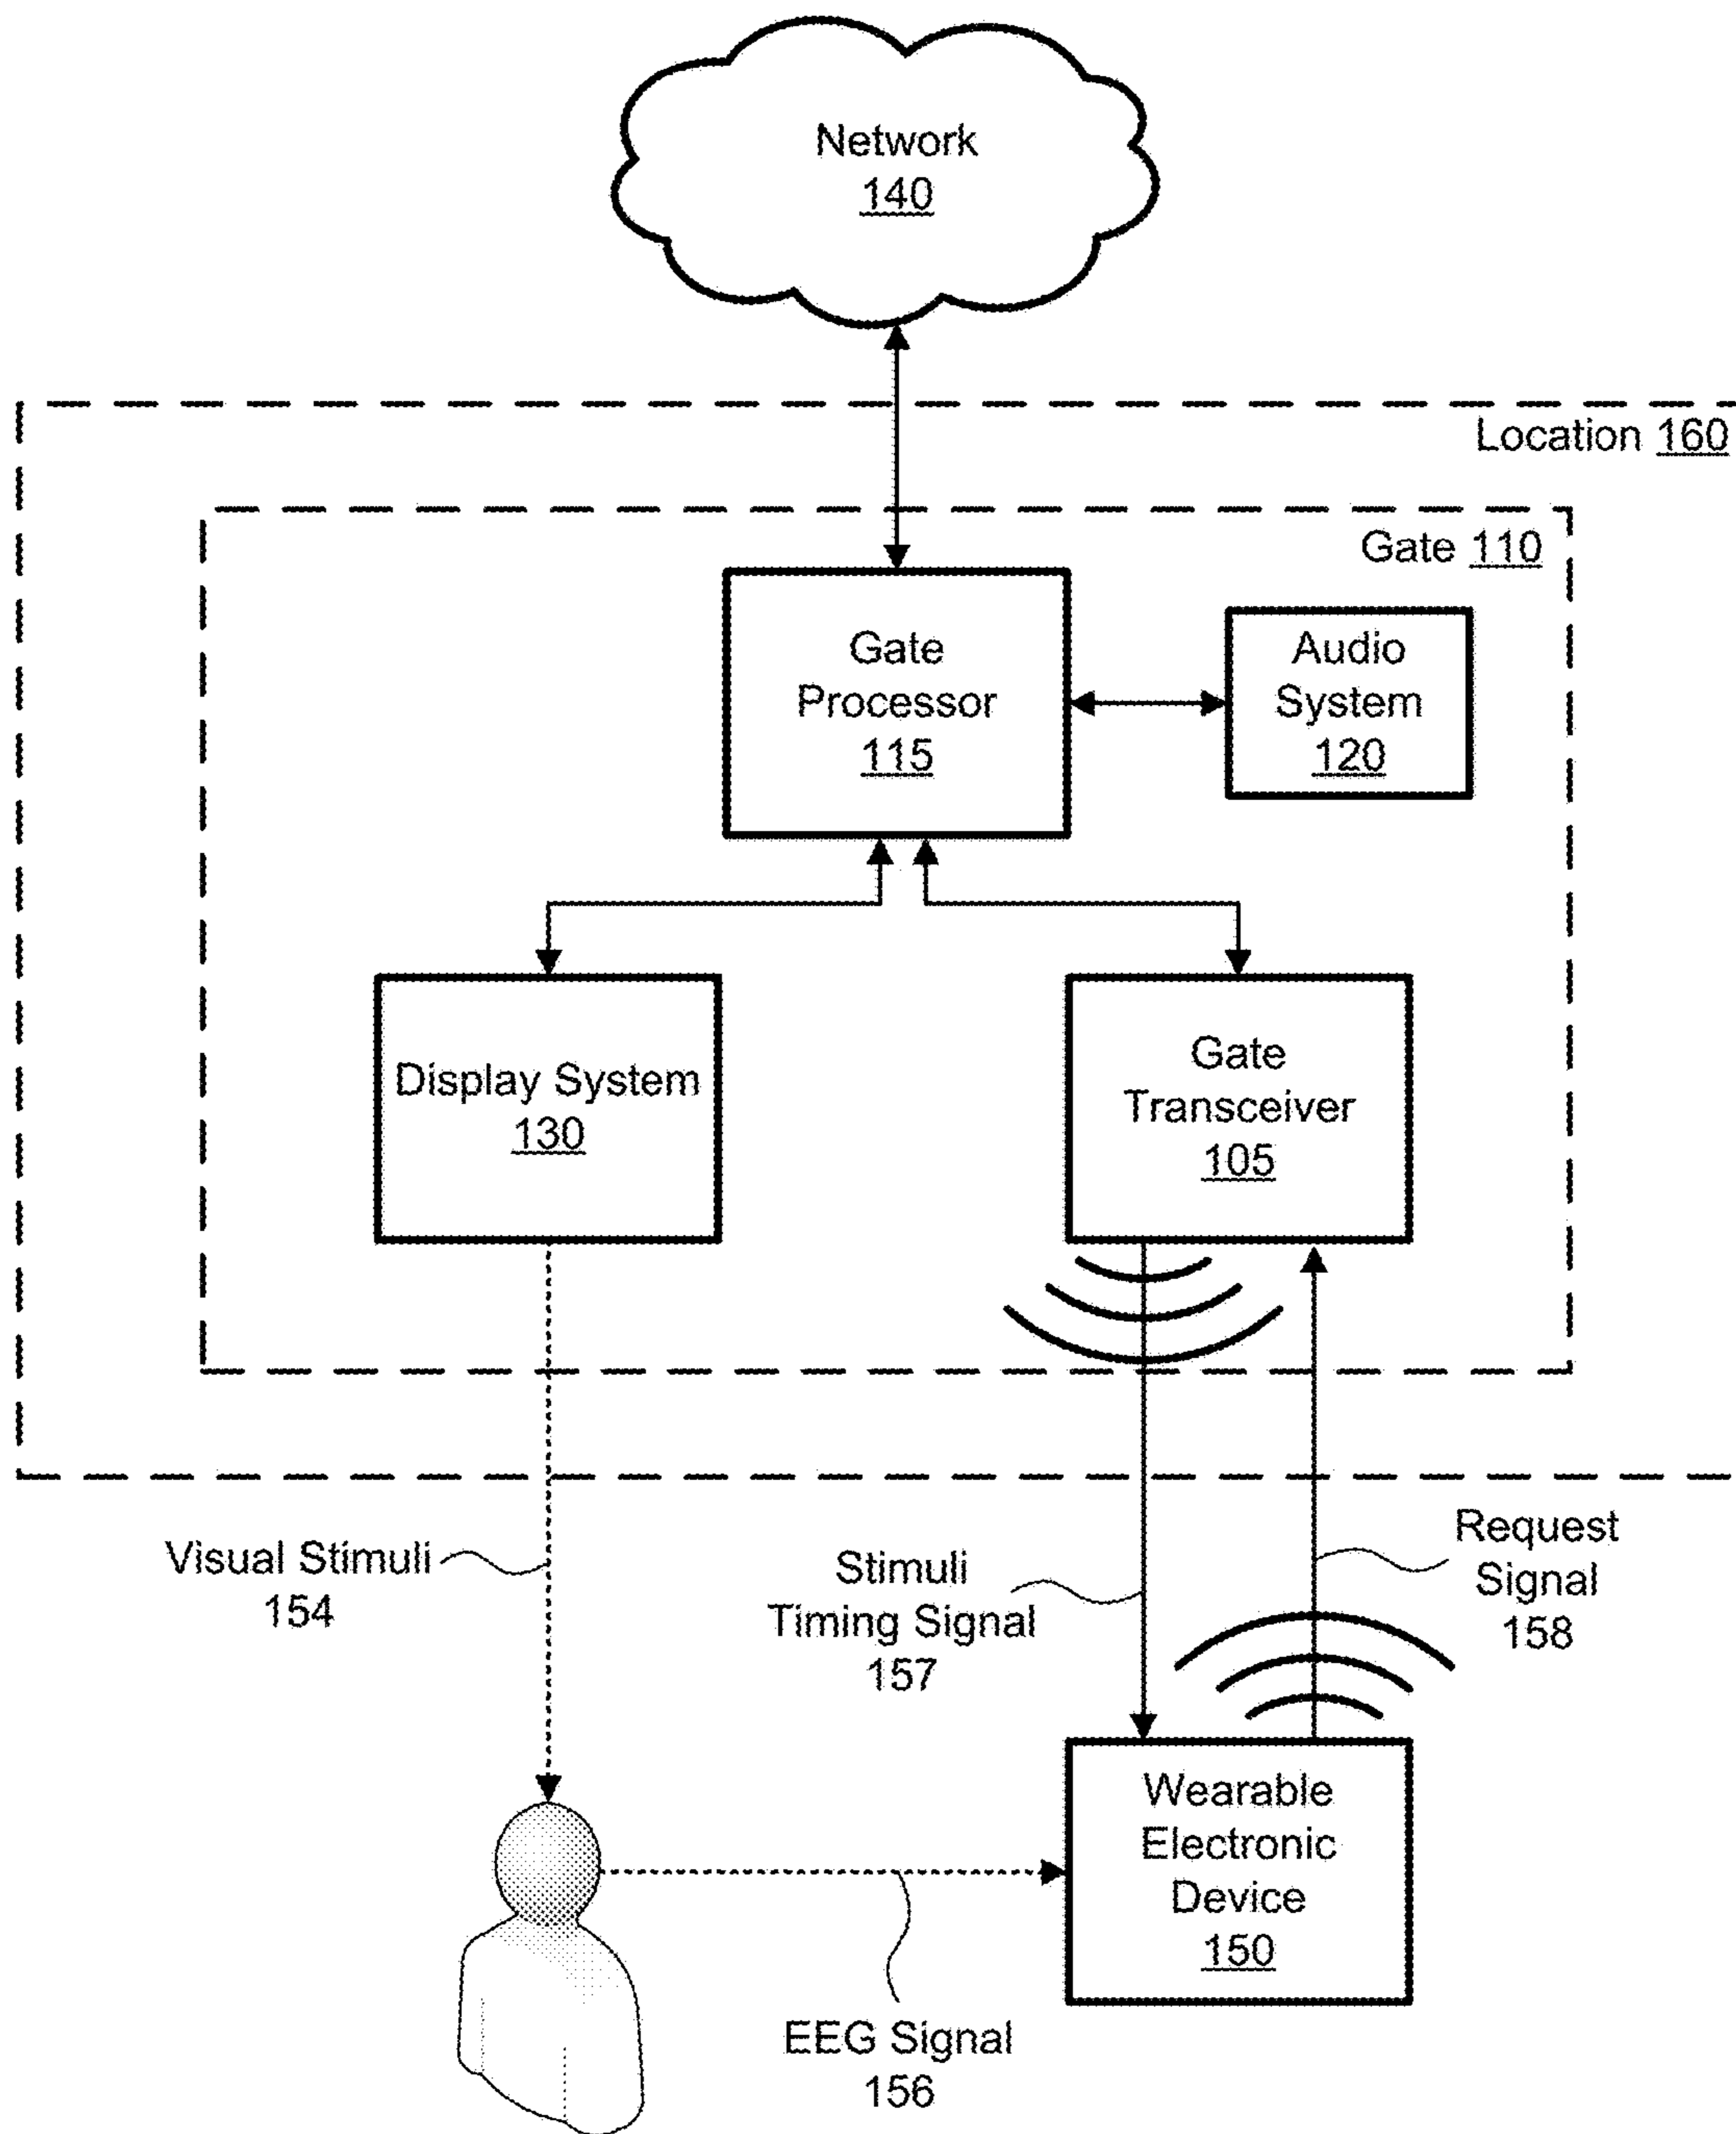 Network
140
Location 160
Gate 110
Gate
Processor
115
Audio
System
120
Display System
130
Gate
Transceiver
105
Visual Stimuli
154
Stimuli
Timing Signal
157
Request
Signal
158
Wearable
Electronic
Device
150
EEG Signal
156